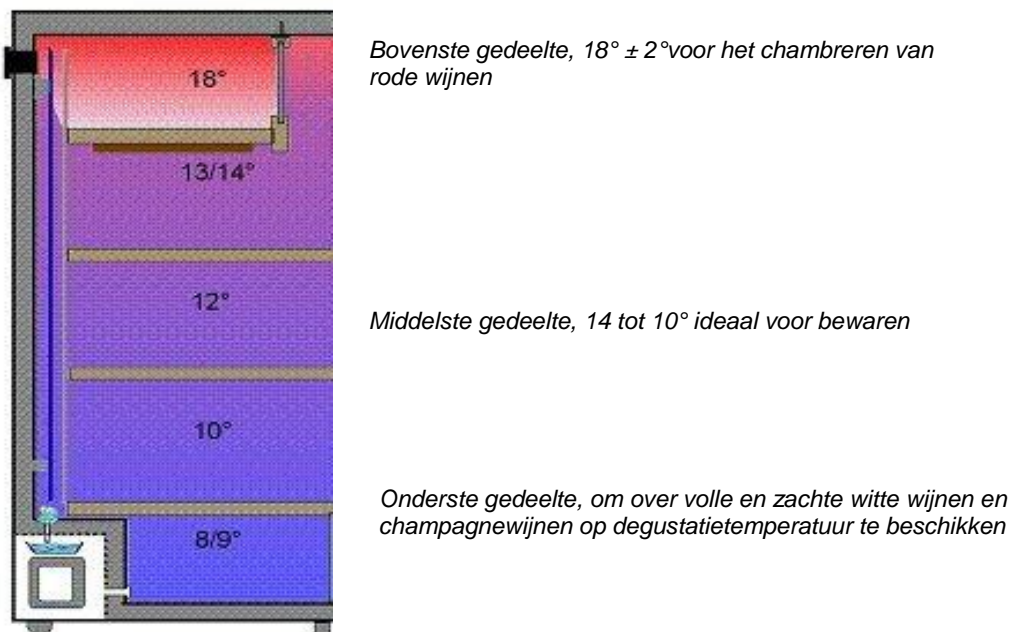 18°
Bovenste gedeelte, 18° ± 2°voor het chambreren van
rode wijnen
13/14°
12°
Middelste gedeelte, 14 tot 10° ideaal voor bewaren
10°
Onderste gedeelte, om over volle en zachte witte wijnen en
champagnewijnen op degustatietemperatuur te beschikken
8/9°